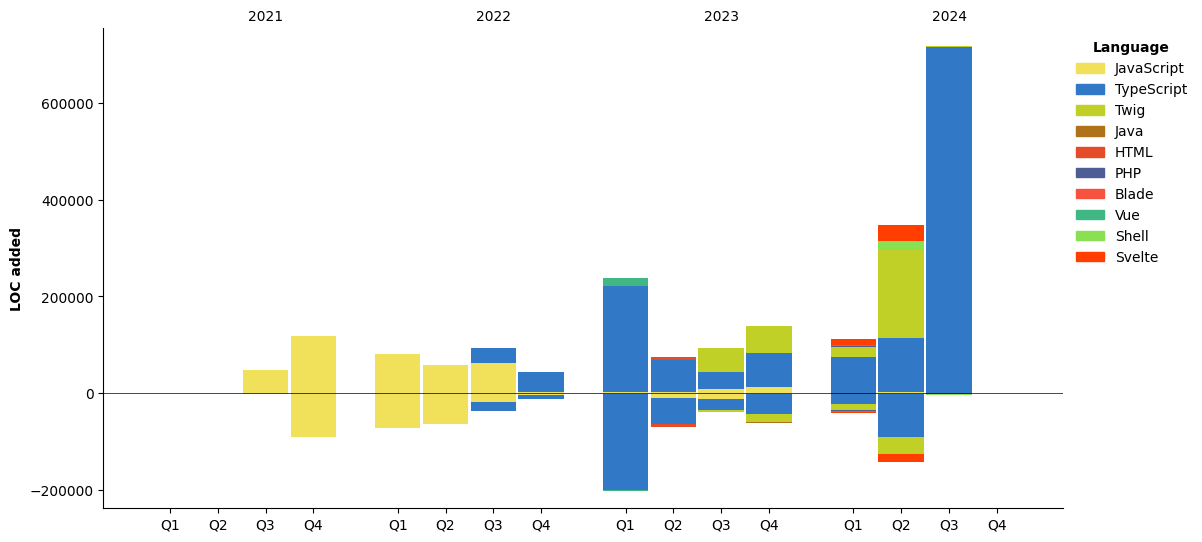 2021 2022 2023 2024
LOC added
600000
400000
200000
0
−200000
Q1 Q2 Q3 Q4 Q1 Q2 Q3 Q4 Q1 Q2 Q3 Q4 Q1 Q2 Q3 Q4
Language
JavaScript
TypeScript
Twig
Java
HTML
PHP
Blade
Vue
Shell
Svelte